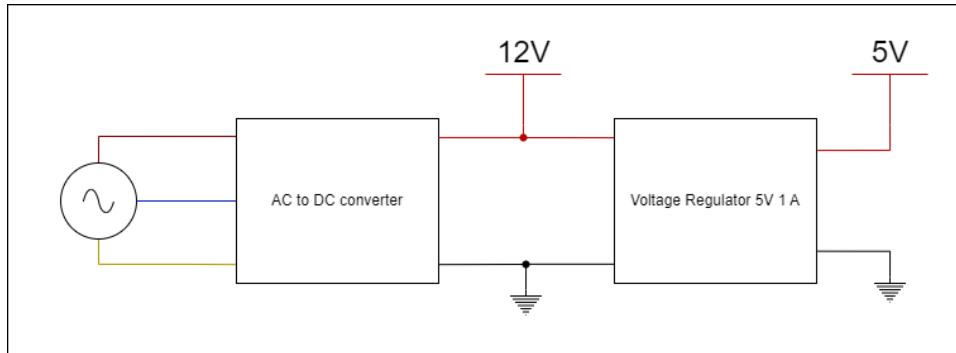 12V
5V
AC to DC converter
Voltage Regulator 5V 1 A